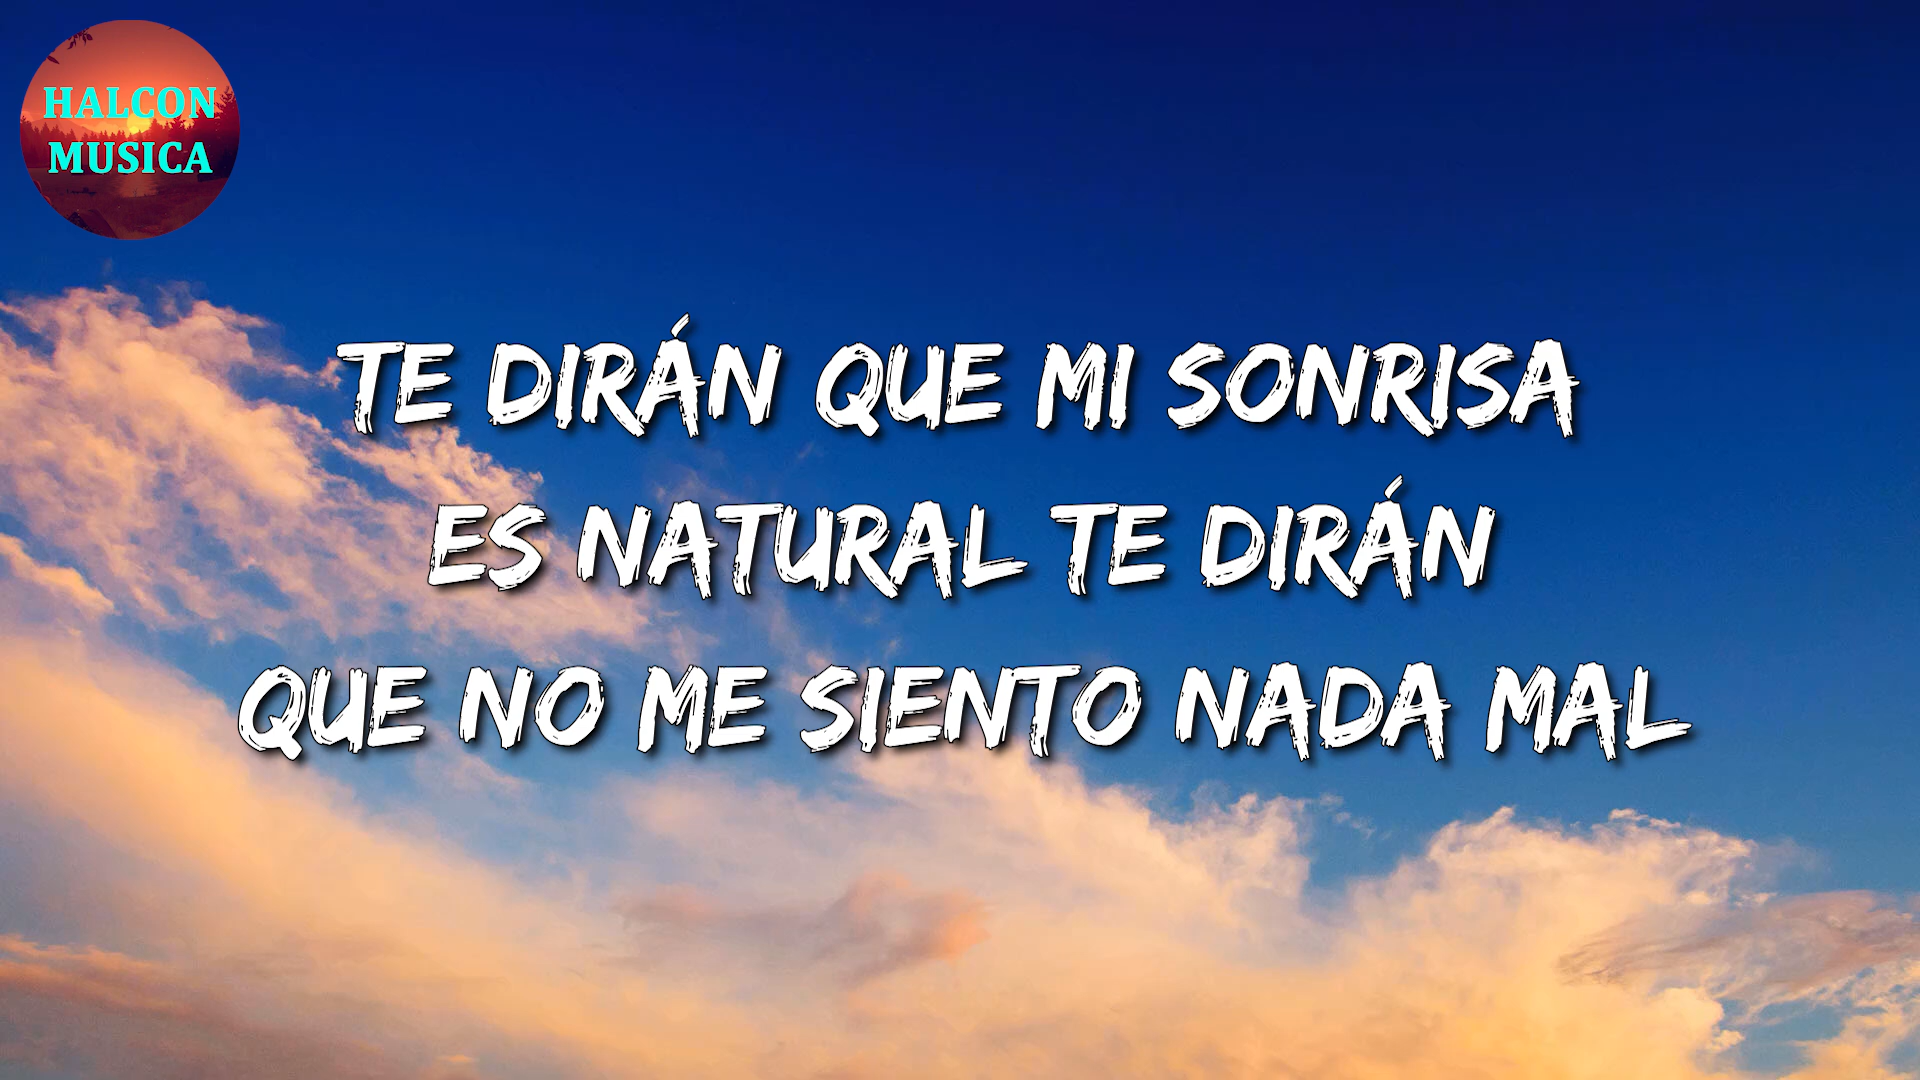 HALCON
MUSICA
TE DIRÁN QUE MI SONRISA
ES NATURAL TE DIRÁN
QUE NO ME SIENTO NADA MAL